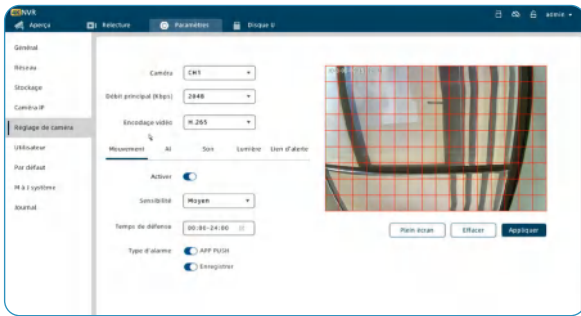 4KNVR
admin
Aperçu
Relecture
Paramètres
Disque U
Général
Réseau
Stockage
Caméra IP
Réglage de caméra
Utilisateur
Par défaut
M à J système
Journal
Caméra CH1
Débit principal (Kbps) 2048
Encodage vidéo H.265
Mouvement AI Son Lumière Lion d'alerte
Activer
Sensibilité Moyen
Temps de défense 00:00-24:00
Type d'alarme APP PUSH
Enregistrer
Plein écran Effacer Appliquer